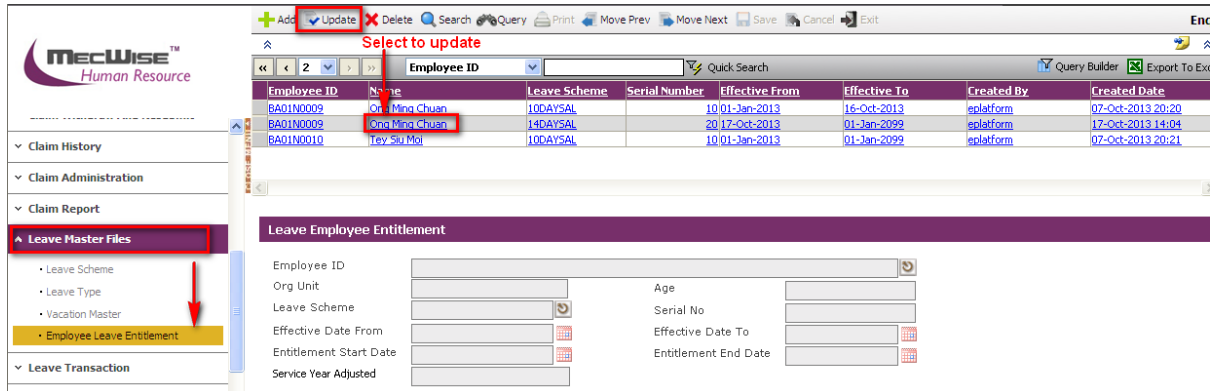 Add Update Delete Search Query Print Move Prev Move Next Save Cancel Exit
Select to update
MECWISE™
Human Resource
2 Employee ID Quick Search Query Builder
Employee ID Name Leave Scheme Serial Number Effective From Effective To Created By Created Date
BA01N0009 Ong Ming Chuan 10DAYSAL 10 01-Jan-2013 16-Oct-2013 eplatform 07-Oct-2013 20:20
BA01N0009 Ong Ming Chuan 14DAYSAL 20 17-Oct-2013 01-Jan-2099 eplatform 17-Oct-2013 14:04
BA01N0010 Tey Siu Moi 10DAYSAL 10 01-Jan-2013 01-Jan-2099 eplatform 07-Oct-2013 20:21
Claim History
Claim Administration
Claim Report
Leave Master Files
• Leave Scheme
• Leave Type
• Vacation Master
• Employee Leave Entitlement
Leave Transaction
Leave Employee Entitlement
Employee ID
Org Unit Age
Leave Scheme Serial No
Effective Date From Effective Date To
Entitlement Start Date Entitlement End Date
Service Year Adjusted